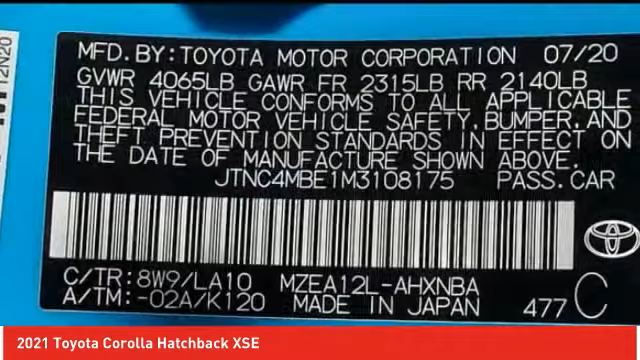 12N20
MFD. BY: TOYOTA MOTOR CORPORATION 07/20
GVWR 4065LB GAWR FR 2315LB RR 2140LB
THIS VEHICLE CONFORMS TO ALL APPLICABLE
FEDERAL MOTOR VEHICLE SAFETY, BUMPER, AND
THEFT PREVENTION STANDARDS IN EFFECT ON
THE DATE OF MANUFACTURE SHOWN ABOVE.
JTNC4MBE1M3108175 PASS. CAR
C/TR: 8W9/LA10 MZEA12L-AHXNBA C
A/TM: -02A/K120 MADE IN JAPAN 477
2021 Toyota Corolla Hatchback XSE